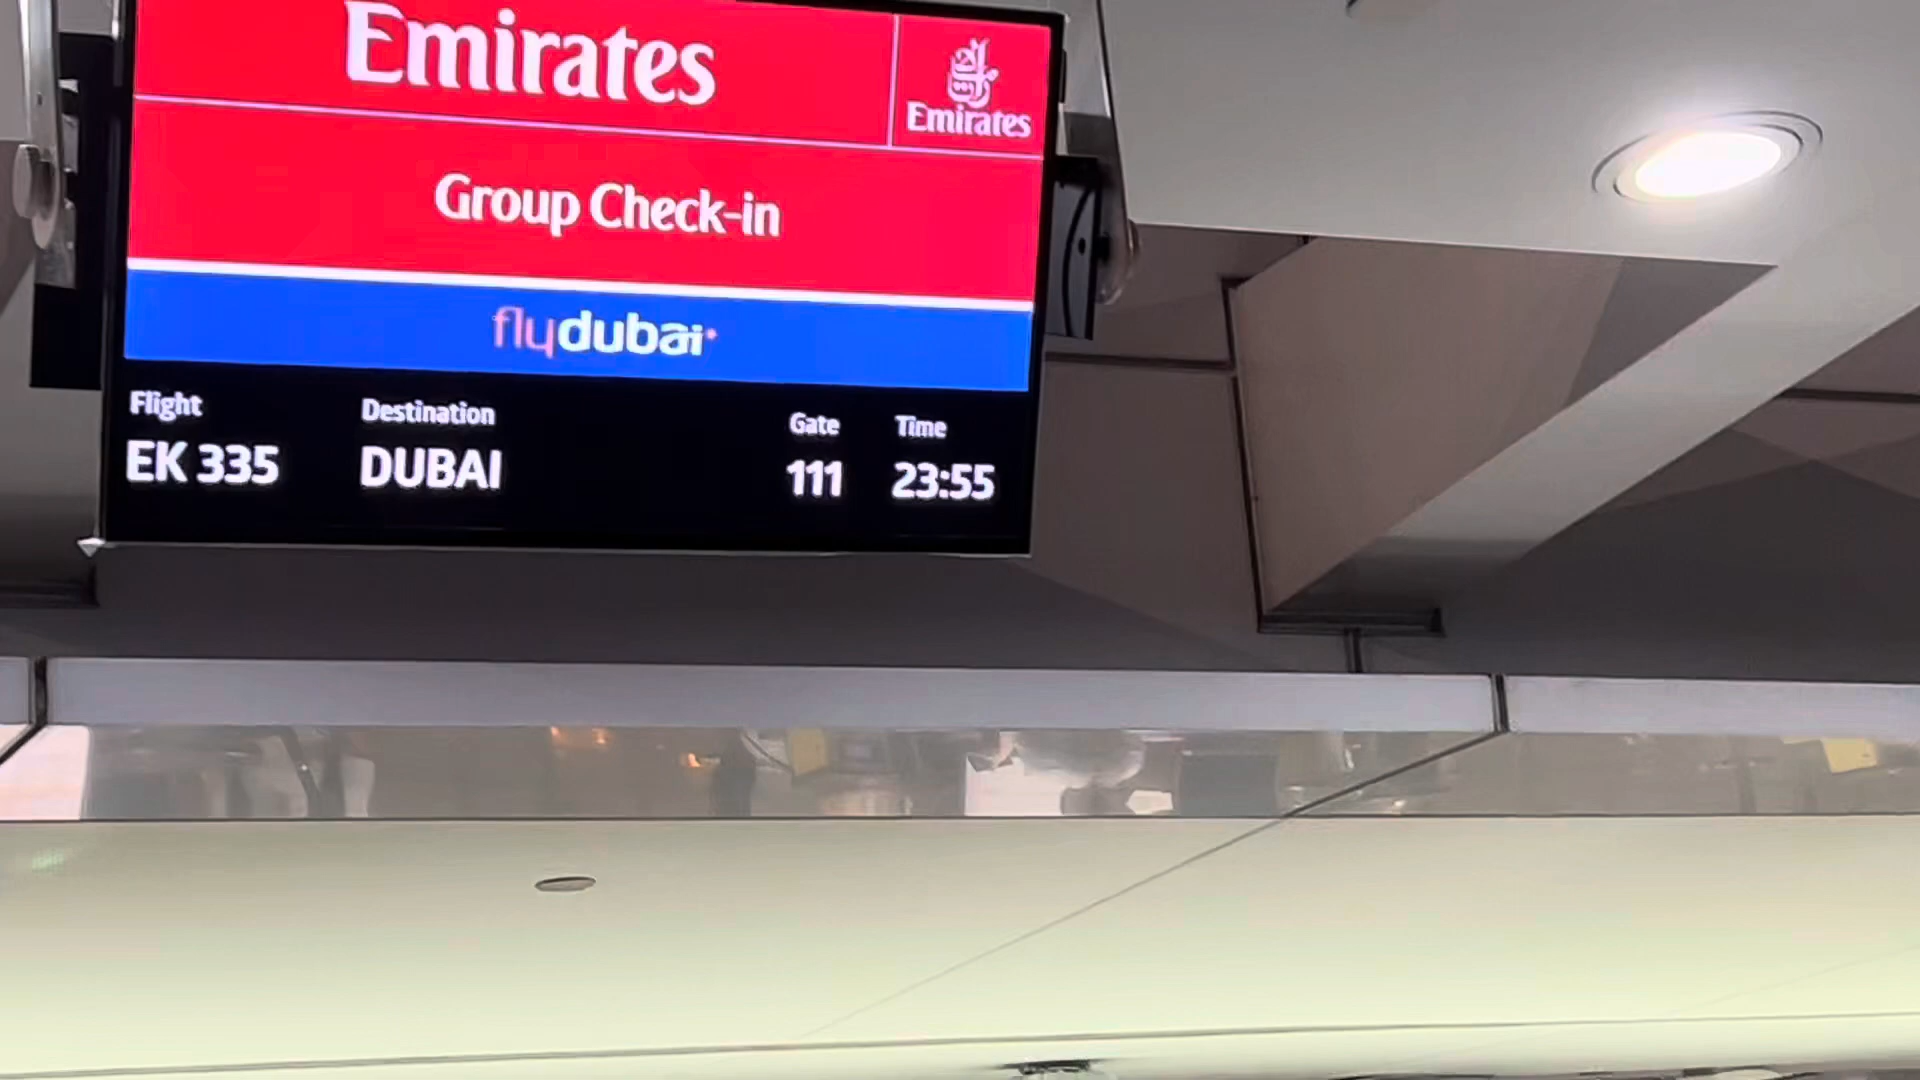 Emirates
Emirates
Group Check-in
flydubai
Flight Destination Gate Time
EK 335 DUBAI 111 23:55